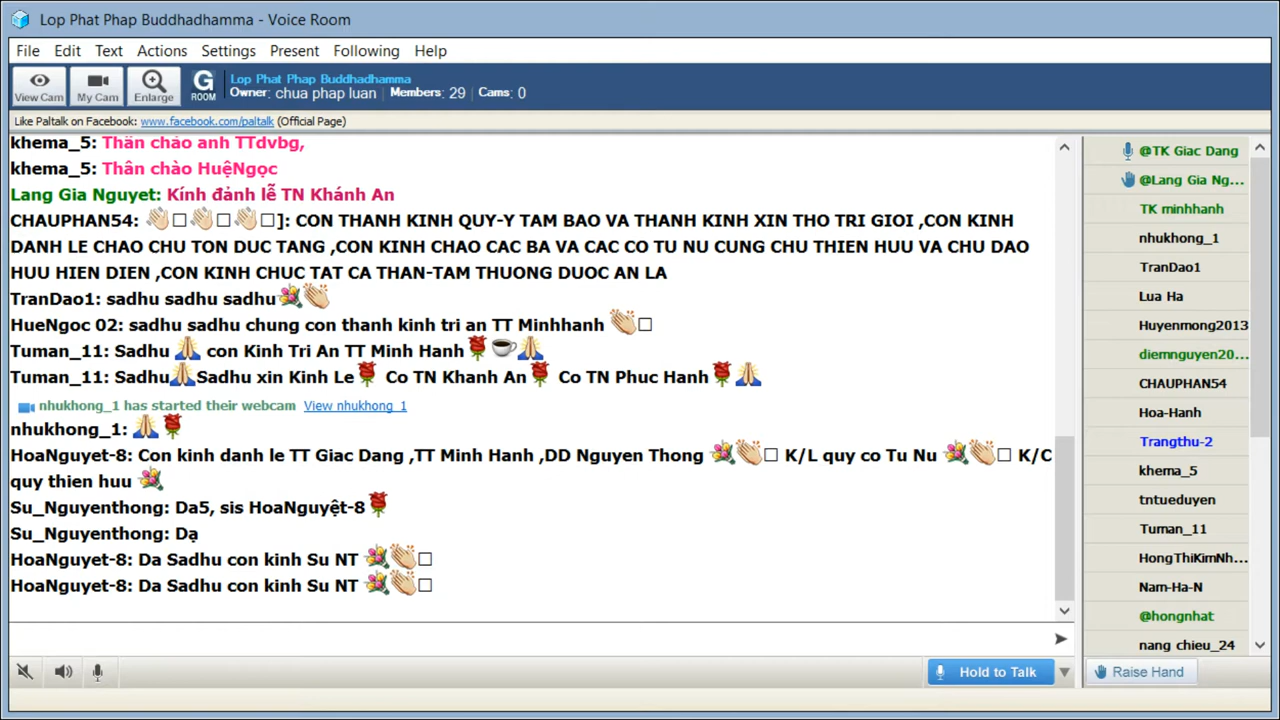 Lop Phat Phap Buddhadhamma - Voice Room
File Edit Text Actions Settings Present Following Help
View Cam My Cam Enlarge G ROOM
Lop Phat Phap Buddhadhamma
Owner: chua phap luan Members: 29 Cams: 0
Like Paltalk on Facebook: www.facebook.com/paltalk (Official Page)
khema_5: Thân chào anh TTdvbg,
khema_5: Thân chào HuệNgọc
Lang Gia Nguyet: Kính đảnh lễ TN Khánh An
CHAUPHAN54: 👏□👏□👏□]: CON THANH KINH QUY-Y TAM BAO VA THANH KINH XIN THO TRI GIOI ,CON KINH
DANH LE CHAO CHU TON DUC TANG ,CON KINH CHAO CAC BA VA CAC CO TU NU CUNG CHU THIEN HUU VA CHU DAO
HUU HIEN DIEN ,CON KINH CHUC TAT CA THAN-TAM THUONG DUOC AN LA
TranDao1: sadhu sadhu sadhu💐👏
HueNgoc 02: sadhu sadhu chung con thanh kinh tri an TT Minhhanh 👏□
Tuman_11: Sadhu 🙏 con Kinh Tri An TT Minh Hanh🌹☕🙏
Tuman_11: Sadhu🙏Sadhu xin Kinh Le🌹 Co TN Khanh An🌹 Co TN Phuc Hanh🌹🙏
nhukhong_1 has started their webcam View nhukhong_1
nhukhong_1: 🙏🌹
HoaNguyet-8: Con kinh danh le TT Giac Dang ,TT Minh Hanh ,DD Nguyen Thong 💐👏□ K/L quy co Tu Nu 💐👏□ K/C
quy thien huu 💐
Su_Nguyenthong: Da5, sis HoaNguyệt-8🌹
Su_Nguyenthong: Dạ
HoaNguyet-8: Da Sadhu con kinh Su NT 💐👏□
HoaNguyet-8: Da Sadhu con kinh Su NT 💐👏□
@TK Giac Dang
@Lang Gia Ng...
TK minhhanh
nhukhong_1
TranDao1
Lua Ha
Huyenmong2013
diemnguyen20...
CHAUPHAN54
Hoa-Hanh
Trangthu-2
khema_5
tntueduyen
Tuman_11
HongThiKimNh...
Nam-Ha-N
@hongnhat
nang chieu_24
Hold to Talk
Raise Hand